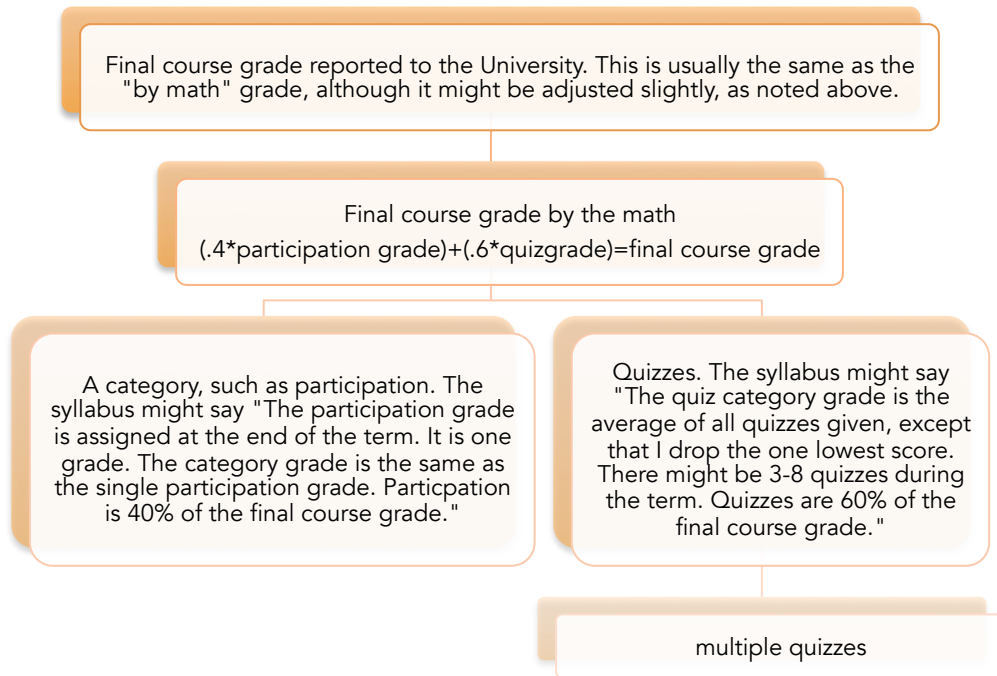 Final course grade reported to the University. This is usually the same as the
"by math" grade, although it might be adjusted slightly, as noted above.
Final course grade by the math
(.4*participation grade)+(.6*quizgrade)=final course grade
A category, such as participation. The
syllabus might say "The participation grade
is assigned at the end of the term. It is one
grade. The category grade is the same as
the single participation grade. Particpation
is 40% of the final course grade."
Quizzes. The syllabus might say
"The quiz category grade is the
average of all quizzes given, except
that I drop the one lowest score.
There might be 3-8 quizzes during
the term. Quizzes are 60% of the
final course grade."
multiple quizzes